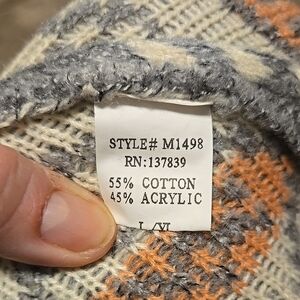 STYLE# M1498
RN:137839
55% COTTON
45% ACRYLIC
L/XL